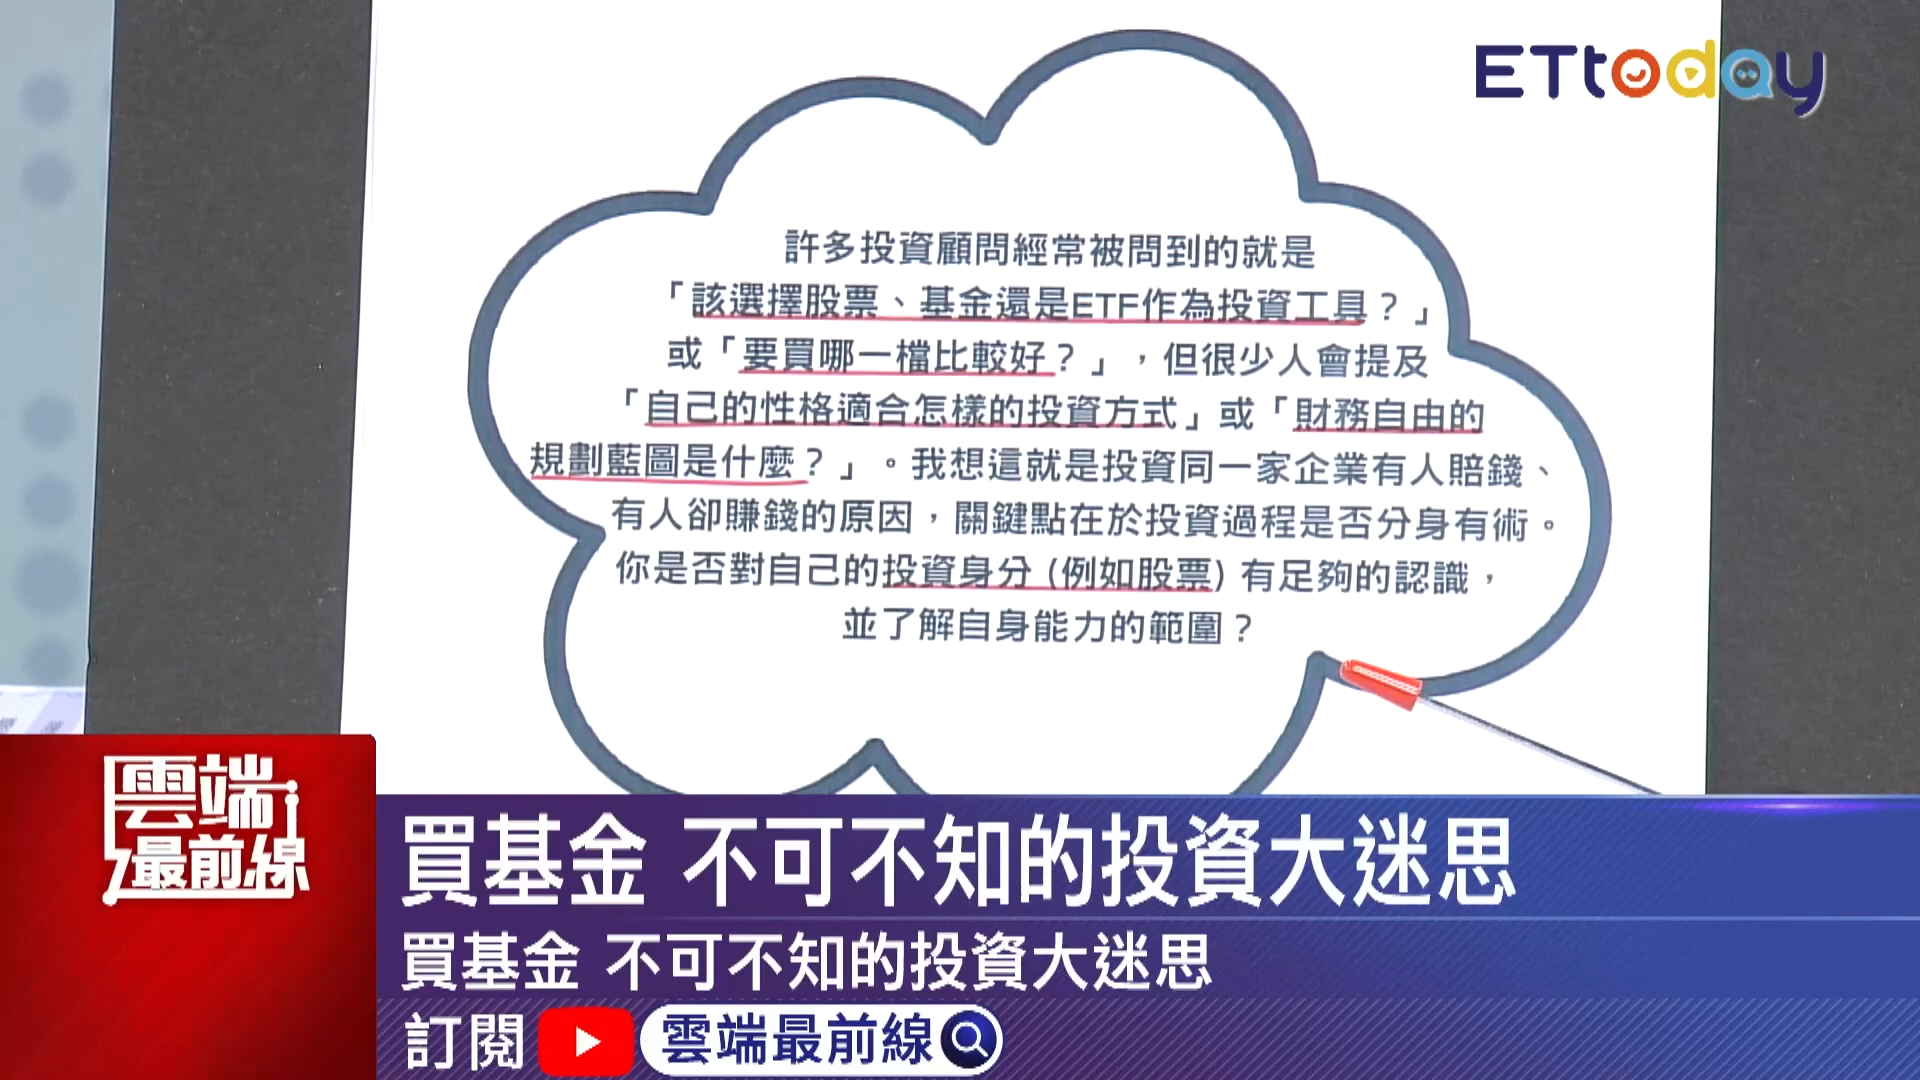 ETtoday
許多投資顧問經常被問到的就是
「該選擇股票、基金還是ETF作為投資工具？」
或「要買哪一檔比較好？」，但很少人會提及
「自己的性格適合怎樣的投資方式」或「財務自由的
規劃藍圖是什麼？」。我想這就是投資同一家企業有人賠錢、
有人卻賺錢的原因，關鍵點在於投資過程是否分身有術。
你是否對自己的投資身分 (例如股票) 有足夠的認識，
並了解自身能力的範圍？
雲端
最前線
買基金 不可不知的投資大迷思
買基金 不可不知的投資大迷思
訂閱 雲端最前線